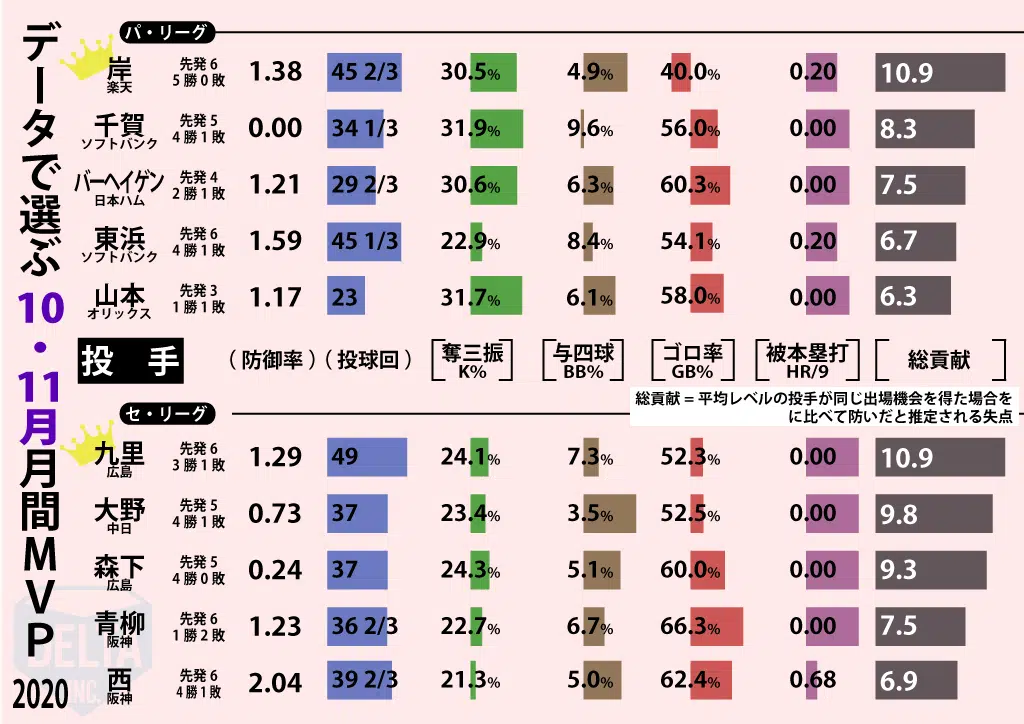 データで選ぶ 10・11月月間MVP 2020
パ・リーグ
岸 楽天 先発6 5勝0敗 1.38 45 2/3 30.5% 4.9% 40.0% 0.20 10.9
千賀 ソフトバンク 先発5 4勝1敗 0.00 34 1/3 31.9% 9.6% 56.0% 0.00 8.3
バーヘイゲン 日本ハム 先発4 2勝1敗 1.21 29 2/3 30.6% 6.3% 60.3% 0.00 7.5
東浜 ソフトバンク 先発6 4勝1敗 1.59 45 1/3 22.9% 8.4% 54.1% 0.20 6.7
山本 オリックス 先発3 1勝1敗 1.17 23 31.7% 6.1% 58.0% 0.00 6.3
投 手 (防御率) (投球回) 奪三振 K% 与四球 BB% ゴロ率 GB% 被本塁打 HR/9 総貢献
総貢献=平均レベルの投手が同じ出場機会を得た場合を
に比べて防いだと推定される失点
セ・リーグ
九里 広島 先発6 3勝1敗 1.29 49 24.1% 7.3% 52.3% 0.00 10.9
大野 中日 先発5 4勝1敗 0.73 37 23.4% 3.5% 52.5% 0.00 9.8
森下 広島 先発5 4勝0敗 0.24 37 24.3% 5.1% 60.0% 0.00 9.3
青柳 阪神 先発6 1勝2敗 1.23 36 2/3 22.7% 6.7% 66.3% 0.00 7.5
西 阪神 先発6 4勝1敗 2.04 39 2/3 21.3% 5.0% 62.4% 0.68 6.9
DELTA INC.